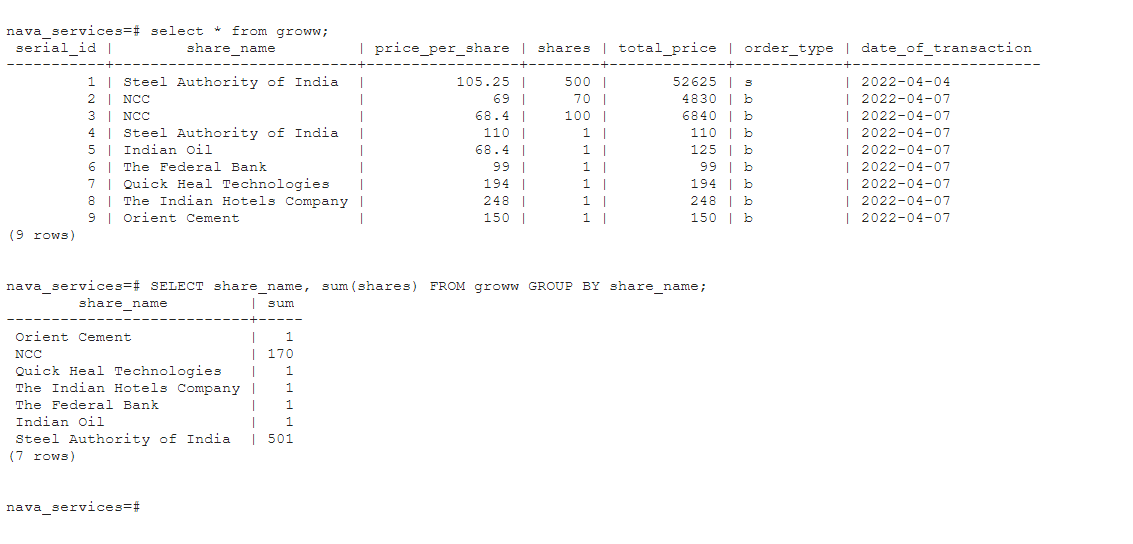 nava_services=# select * from groww;
 serial_id |        share_name         | price_per_share | shares | total_price | order_type | date_of_transaction
-----------+---------------------------+-----------------+--------+-------------+------------+---------------------
         1 | Steel Authority of India  |          105.25 |    500 |       52625 | s          | 2022-04-04
         2 | NCC                       |              69 |     70 |        4830 | b          | 2022-04-07
         3 | NCC                       |            68.4 |    100 |        6840 | b          | 2022-04-07
         4 | Steel Authority of India  |             110 |      1 |         110 | b          | 2022-04-07
         5 | Indian Oil                |            68.4 |      1 |         125 | b          | 2022-04-07
         6 | The Federal Bank          |              99 |      1 |          99 | b          | 2022-04-07
         7 | Quick Heal Technologies   |             194 |      1 |         194 | b          | 2022-04-07
         8 | The Indian Hotels Company |             248 |      1 |         248 | b          | 2022-04-07
         9 | Orient Cement             |             150 |      1 |         150 | b          | 2022-04-07
(9 rows)
nava_services=# SELECT share_name, sum(shares) FROM groww GROUP BY share_name;
        share_name         | sum
---------------------------+-----
 Orient Cement             |   1
 NCC                       | 170
 Quick Heal Technologies   |   1
 The Indian Hotels Company |   1
 The Federal Bank          |   1
 Indian Oil                |   1
 Steel Authority of India  | 501
(7 rows)
nava_services=#